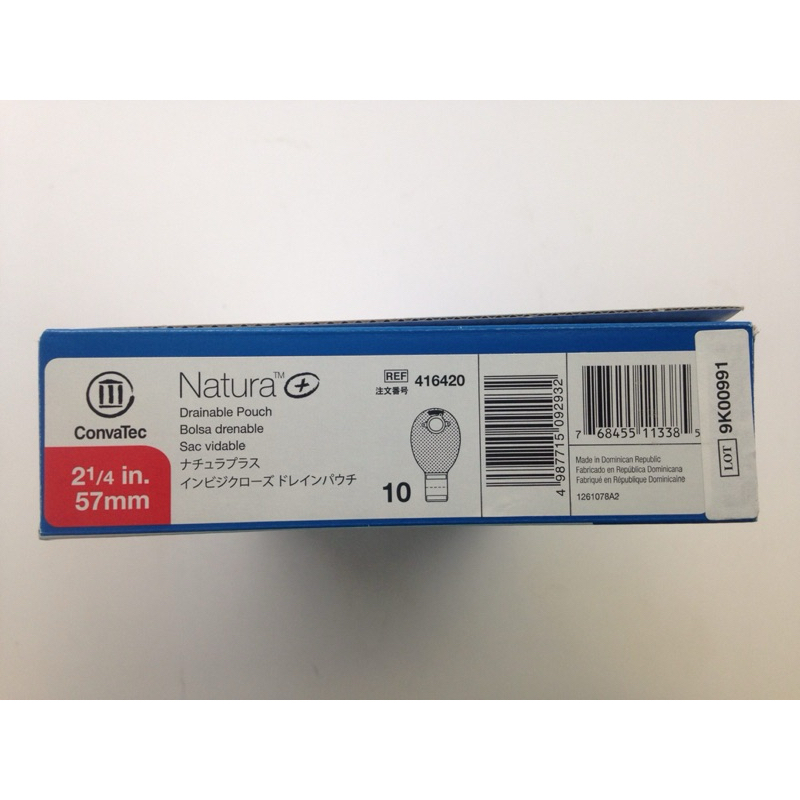 ConvaTec
2 1/4 in.
57mm
Natura™ +
Drainable Pouch
Bolsa drenable
Sac vidable
ナチュラプラス
インビジクローズ ドレインパウチ
REF 416420
注文番号
10
4 987715 092932
7 68455 11338 5
Made in Dominican Republic
Fabricado en República Dominicana
Fabriqué en République Dominicaine
1261078A2
LOT 9K00991